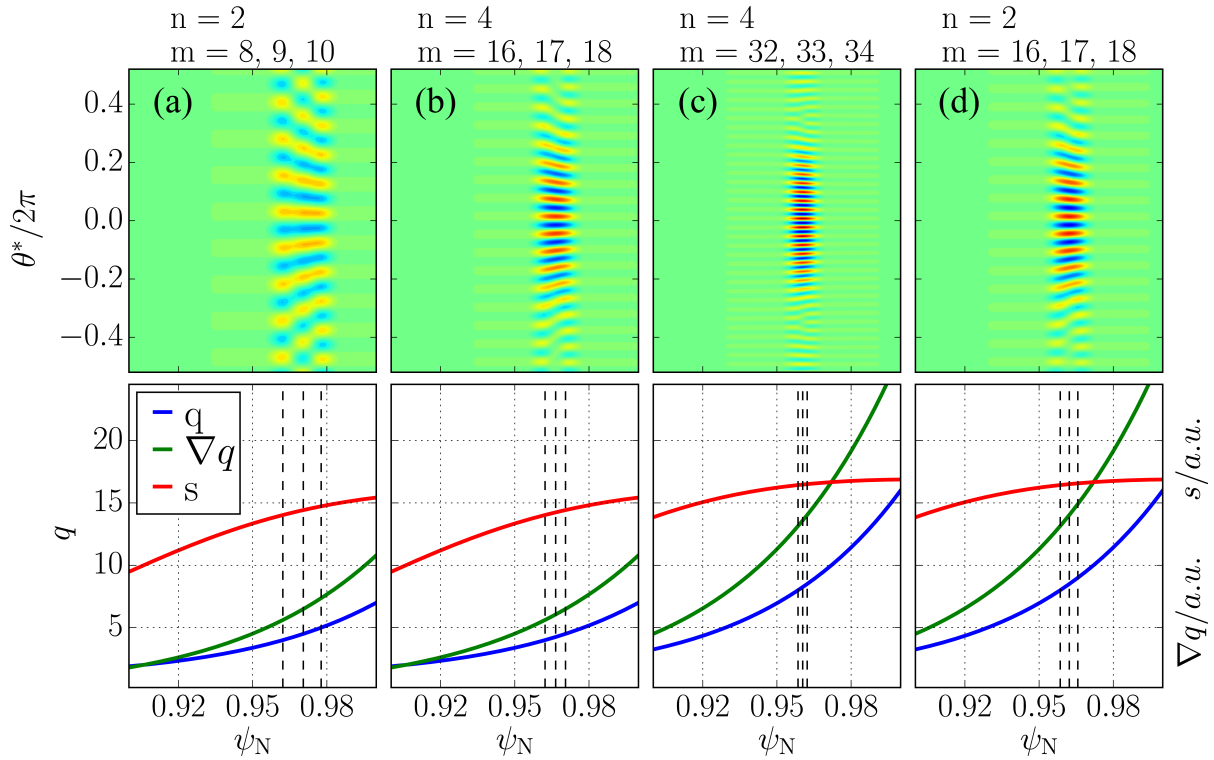 n = 2
m = 8, 9, 10
n = 4
m = 16, 17, 18
n = 4
m = 32, 33, 34
n = 2
m = 16, 17, 18
(a)
(b)
(c)
(d)
θ*/2π
0.4
0.2
0.0
−0.2
−0.4
q
∇q
s
q
20
15
10
5
s/a.u.
∇q/a.u.
0.92 0.95 0.98
0.92 0.95 0.98
0.92 0.95 0.98
0.92 0.95 0.98
ψN
ψN
ψN
ψN